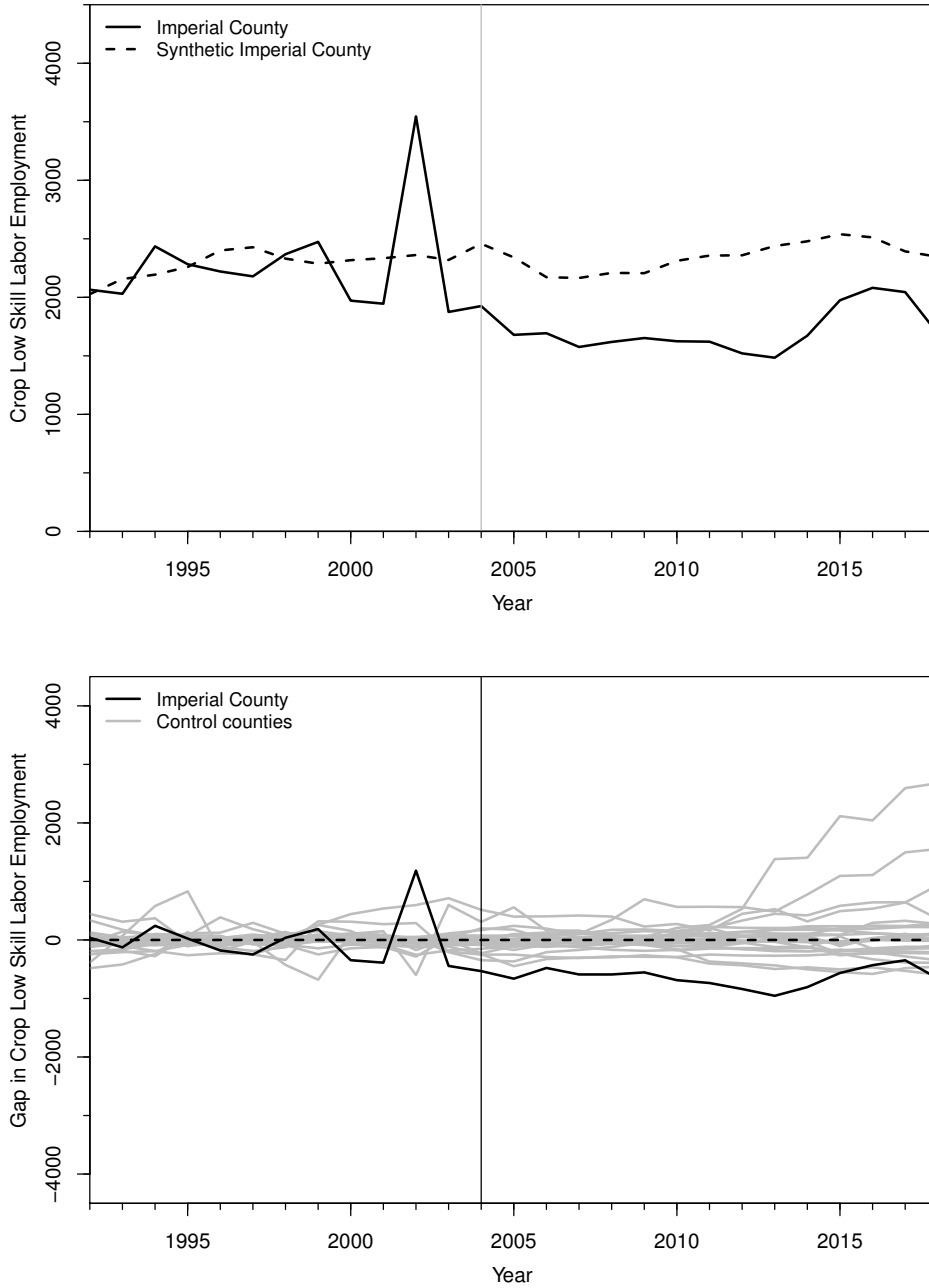 Imperial County
Synthetic Imperial County
Crop Low Skill Labor Employment
4000
3000
2000
1000
0
1995 2000 2005 2010 2015
Year
Imperial County
Control counties
Gap in Crop Low Skill Labor Employment
4000
2000
0
−2000
−4000
1995 2000 2005 2010 2015
Year